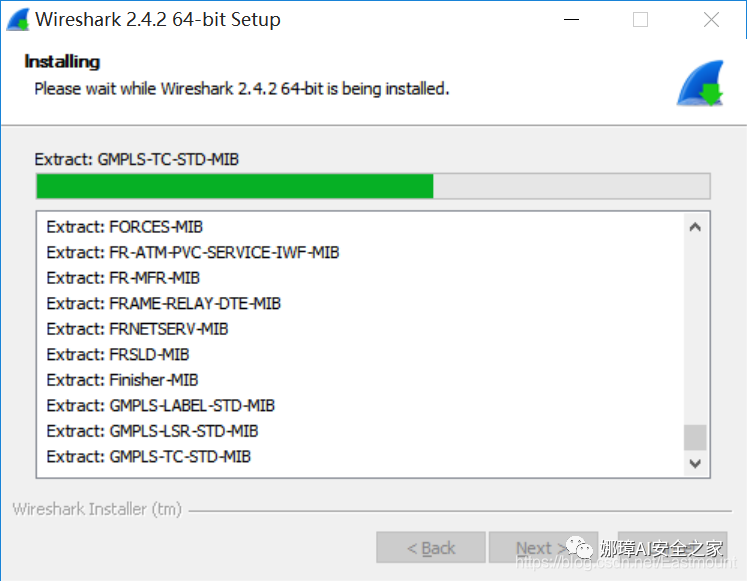 Wireshark 2.4.2 64-bit Setup
Installing
Please wait while Wireshark 2.4.2 64-bit is being installed.
Extract: GMPLS-TC-STD-MIB
Extract: FORCES-MIB
Extract: FR-ATM-PVC-SERVICE-IWF-MIB
Extract: FR-MFR-MIB
Extract: FRAME-RELAY-DTE-MIB
Extract: FRNETSERV-MIB
Extract: FRSLD-MIB
Extract: Finisher-MIB
Extract: GMPLS-LABEL-STD-MIB
Extract: GMPLS-LSR-STD-MIB
Extract: GMPLS-TC-STD-MIB
Wireshark Installer (tm)
< Back Next > 娜璋AI安全之家
https://blog.csdn.net/Eastmount